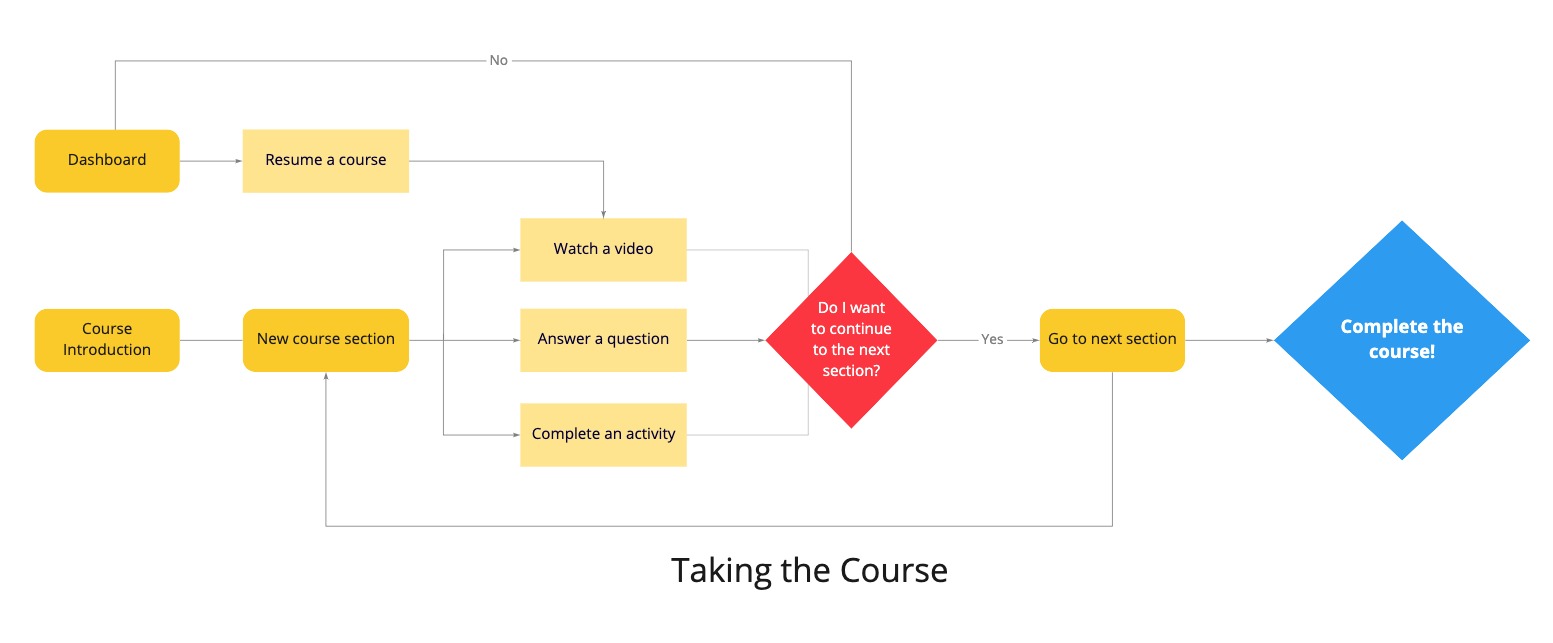 No
Dashboard
Resume a course
Watch a video
Course
Introduction
New course section
Answer a question
Do I want
to continue
to the next
section?
Yes
Go to next section
Complete the
course!
Complete an activity
Taking the Course